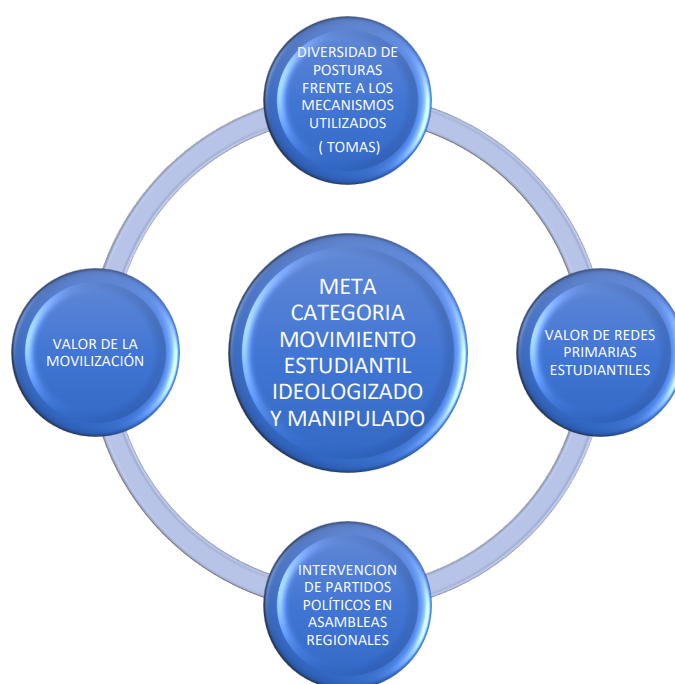 DIVERSIDAD DE
POSTURAS
FRENTE A LOS
MECANISMOS
UTILIZADOS
( TOMAS)
META
CATEGORIA
MOVIMIENTO
ESTUDIANTIL
IDEOLOGIZADO
Y MANIPULADO
VALOR DE REDES
PRIMARIAS
ESTUDIANTILES
INTERVENCION
DE PARTIDOS
POLÍTICOS EN
ASAMBLEAS
REGIONALES
VALOR DE LA
MOVILIZACIÓN